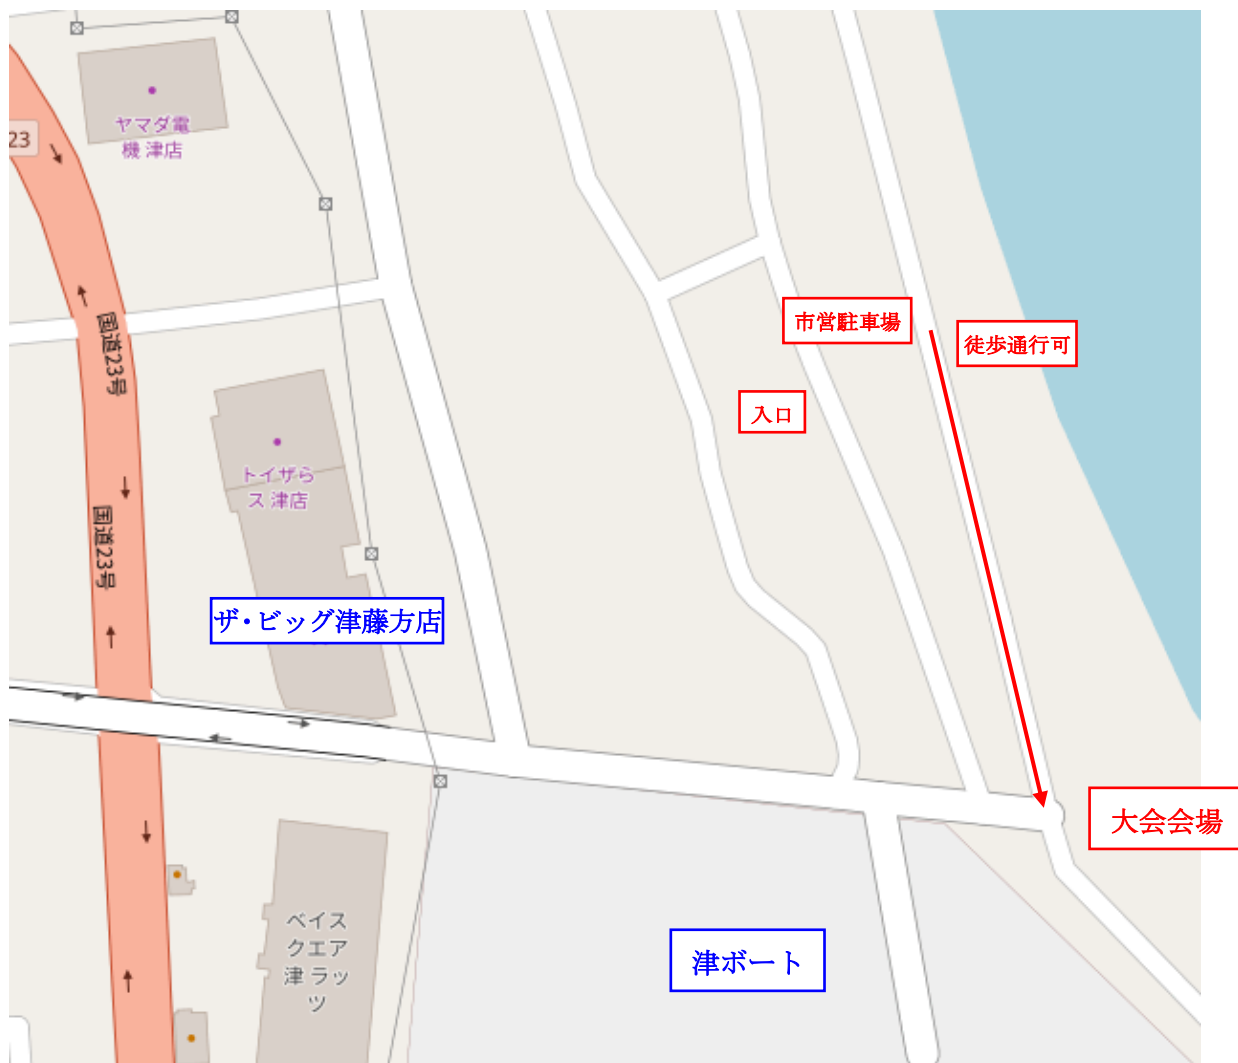 ヤマダ電
機 津店
23
国道23号
市営駐車場
徒歩通行可
入口
トイザら
ス 津店
国道23号
ザ・ビッグ津藤方店
大会会場
ベイス
クエア
津 ラッ
ツ
津ボート